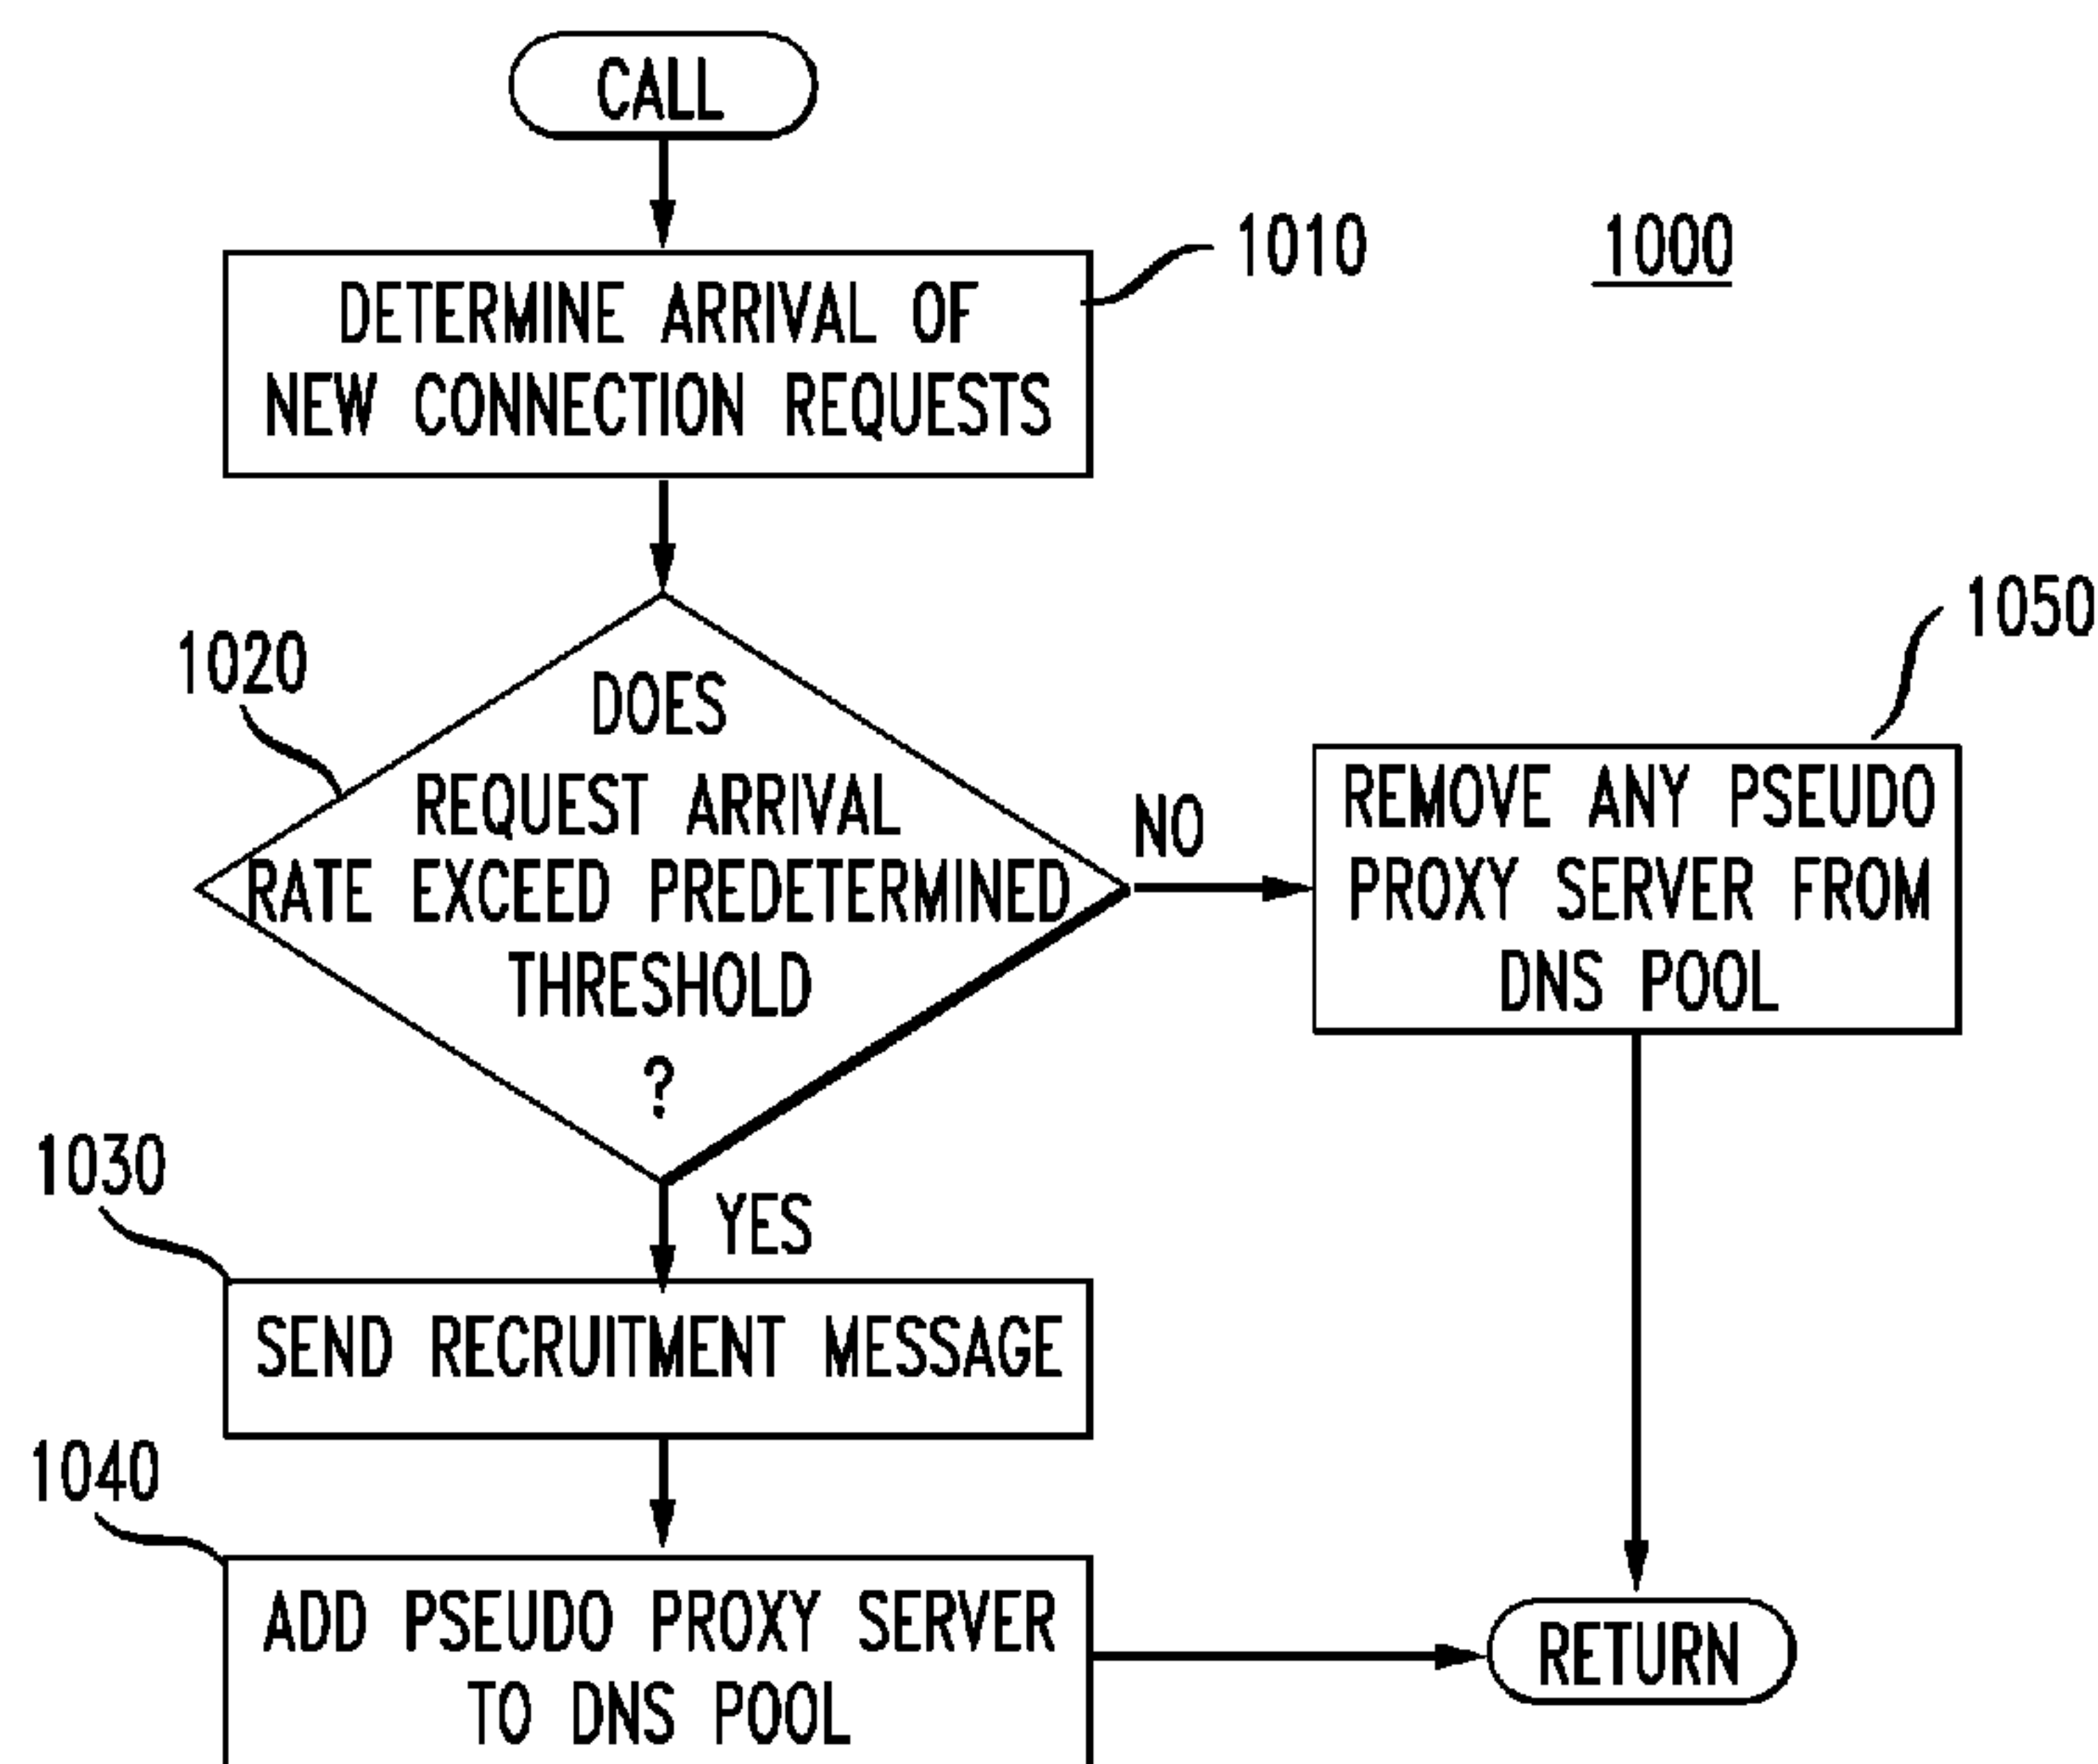 CALL
1010
1000
DETERMINE ARRIVAL OF
NEW CONNECTION REQUESTS
1020
DOES
REQUEST ARRIVAL
RATE EXCEED PREDETERMINED
THRESHOLD
?
NO
1050
REMOVE ANY PSEUDO
PROXY SERVER FROM
DNS POOL
YES
1030
SEND RECRUITMENT MESSAGE
1040
ADD PSEUDO PROXY SERVER
TO DNS POOL
RETURN